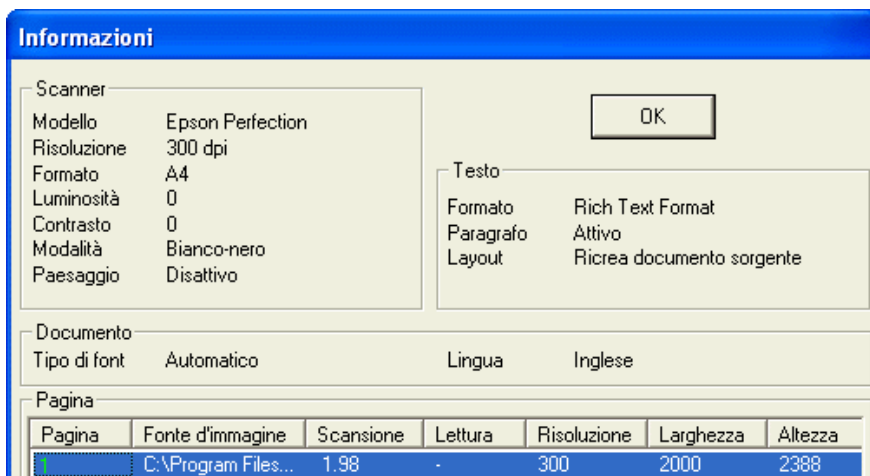 Informazioni
Scanner
Modello Epson Perfection
Risoluzione 300 dpi
Formato A4
Luminosità 0
Contrasto 0
Modalità Bianco-nero
Paesaggio Disattivo
OK
Testo
Formato Rich Text Format
Paragrafo Attivo
Layout Ricrea documento sorgente
Documento
Tipo di font Automatico Lingua Inglese
Pagina
Pagina Fonte d'immagine Scansione Lettura Risoluzione Larghezza Altezza
1 C:\Program Files... 1.98 - 300 2000 2388